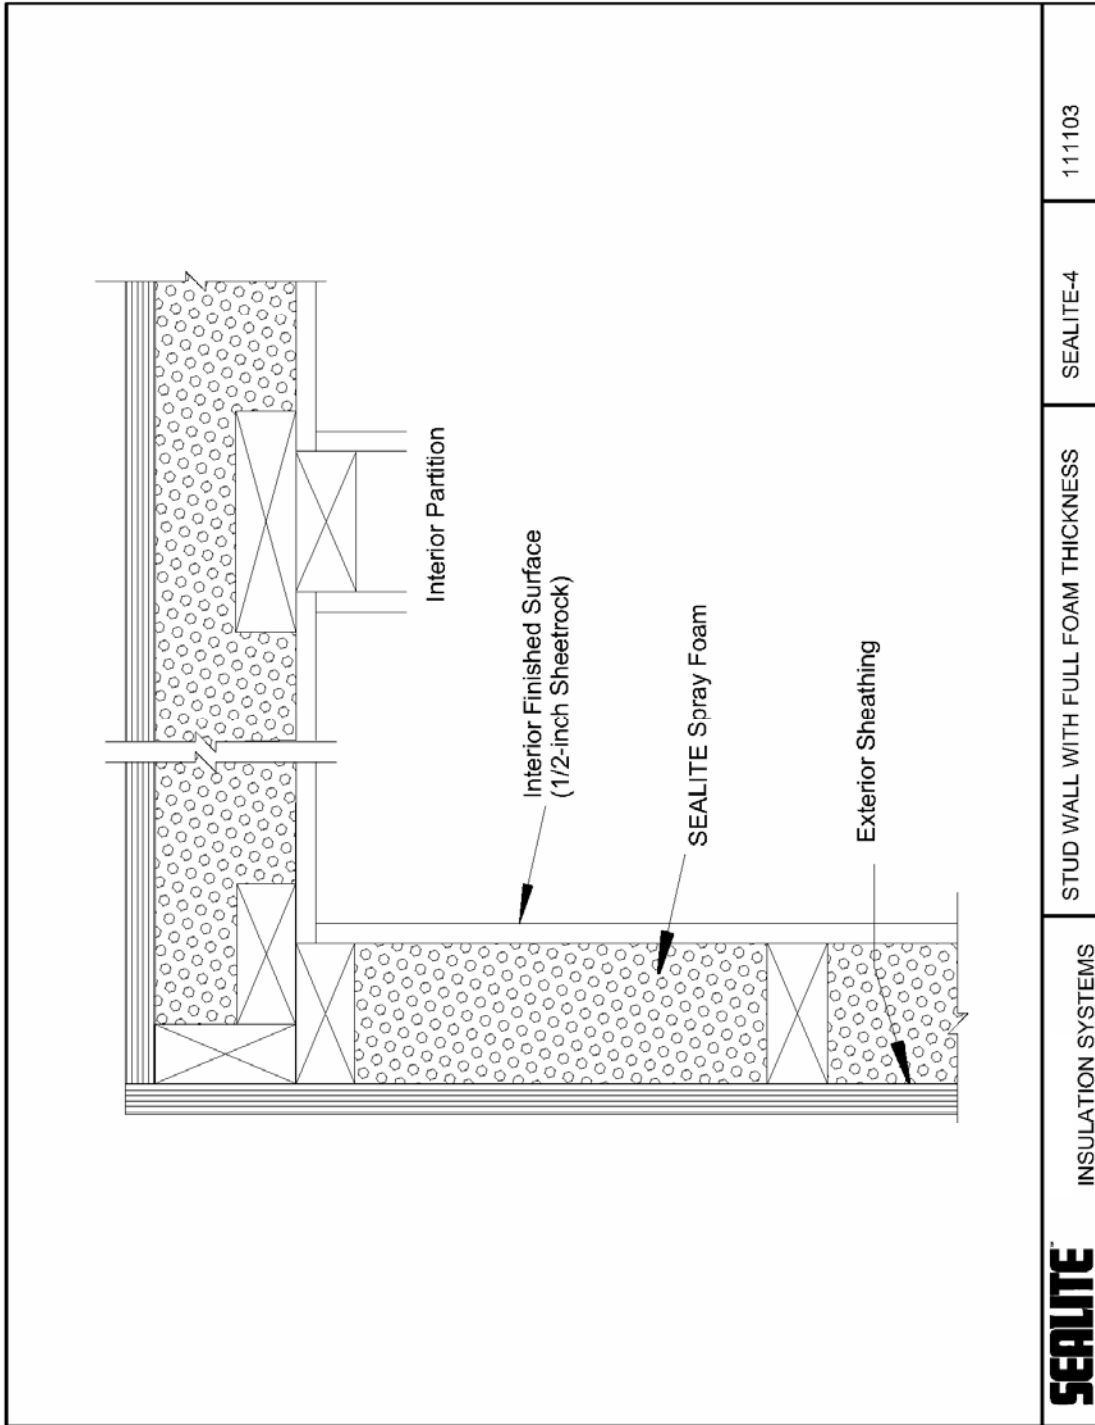 Interior Partition
Interior Finished Surface
(1/2-inch Sheetrock)
SEALITE Spray Foam
Exterior Sheathing
SEALITE™
INSULATION SYSTEMS
STUD WALL WITH FULL FOAM THICKNESS
SEALITE-4
111103